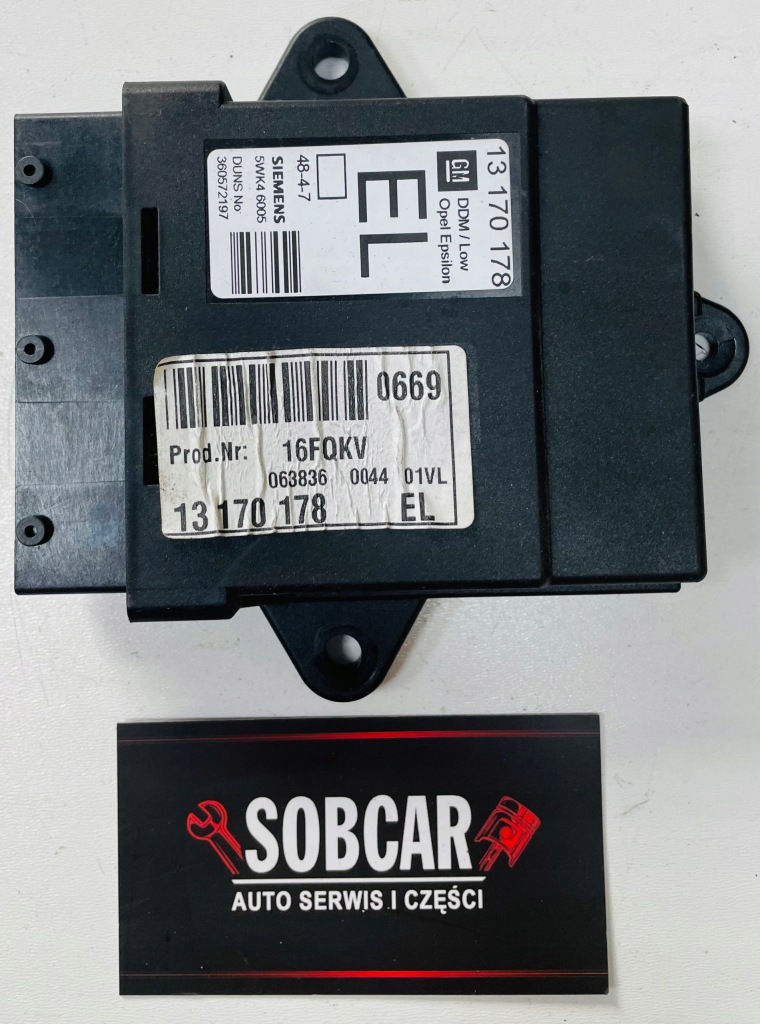 13 170 178
GM
DDM / Low
Opel Epsilon
EL
48-4-7
SIEMENS
5WK4 6005
DUNS No:
360572197
0669
Prod.Nr: 16FQKV
063836 0044 01VL
13 170 178 EL
SOBCAR
AUTO SERWIS I CZĘŚCI